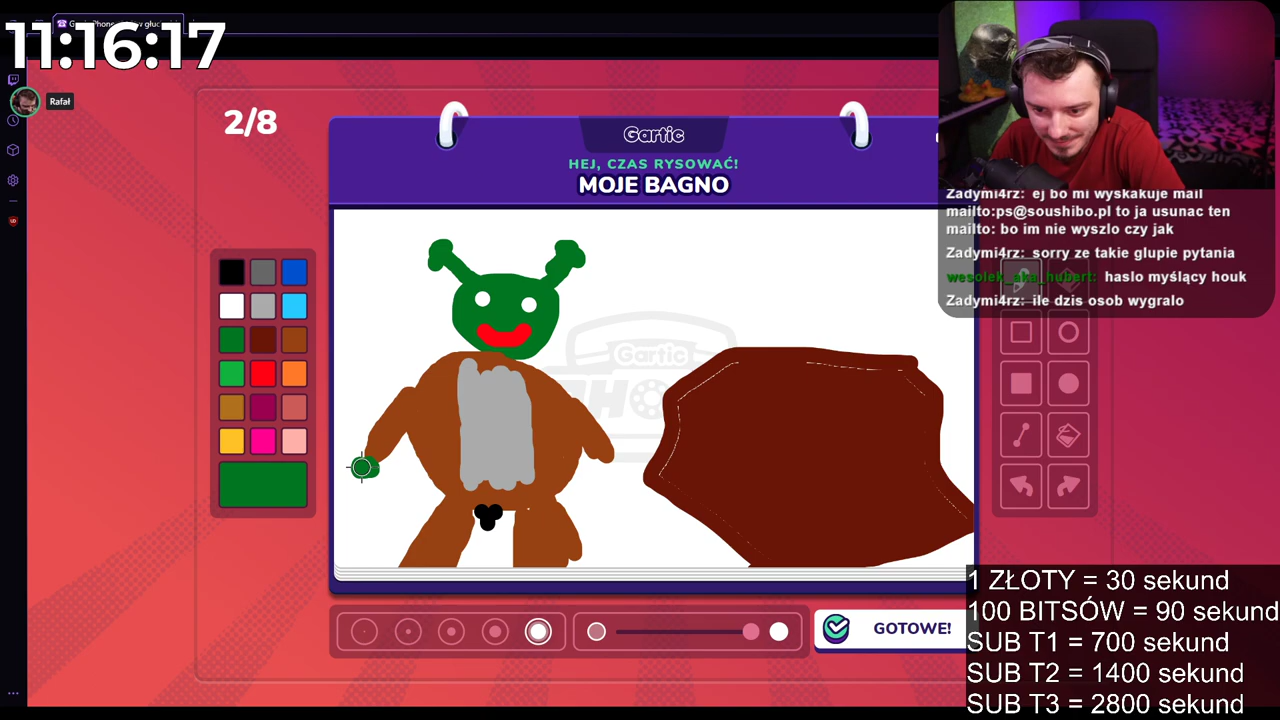 11:16:17
Rafał
2/8
Gartic
HEJ, CZAS RYSOWAĆ!
MOJE BAGNO
Gartic
Zadymi4rz: ej bo mi wyskakuje mail
mailto:ps@soushibo.pl to ja usunac ten
mailto: bo im nie wyszlo czy jak
Zadymi4rz: sorry ze takie glupie pytania
wesolek_aka_hubert: haslo myślący houk
Zadymi4rz: ile dzis osob wygralo
GOTOWE!
1 ZŁOTY = 30 sekund
100 BITSÓW = 90 sekund
SUB T1 = 700 sekund
SUB T2 = 1400 sekund
SUB T3 = 2800 sekund